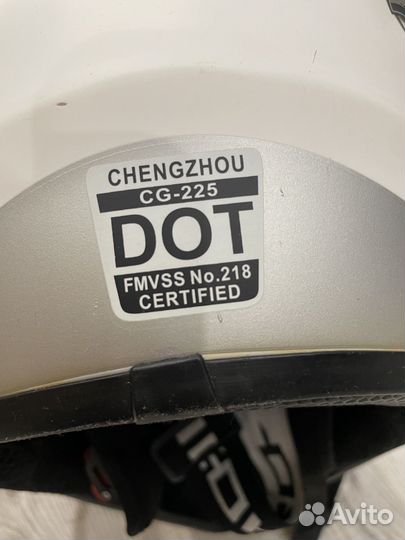 CHENGZHOU
CG-225
DOT
FMVSS No.218
CERTIFIED
Avito